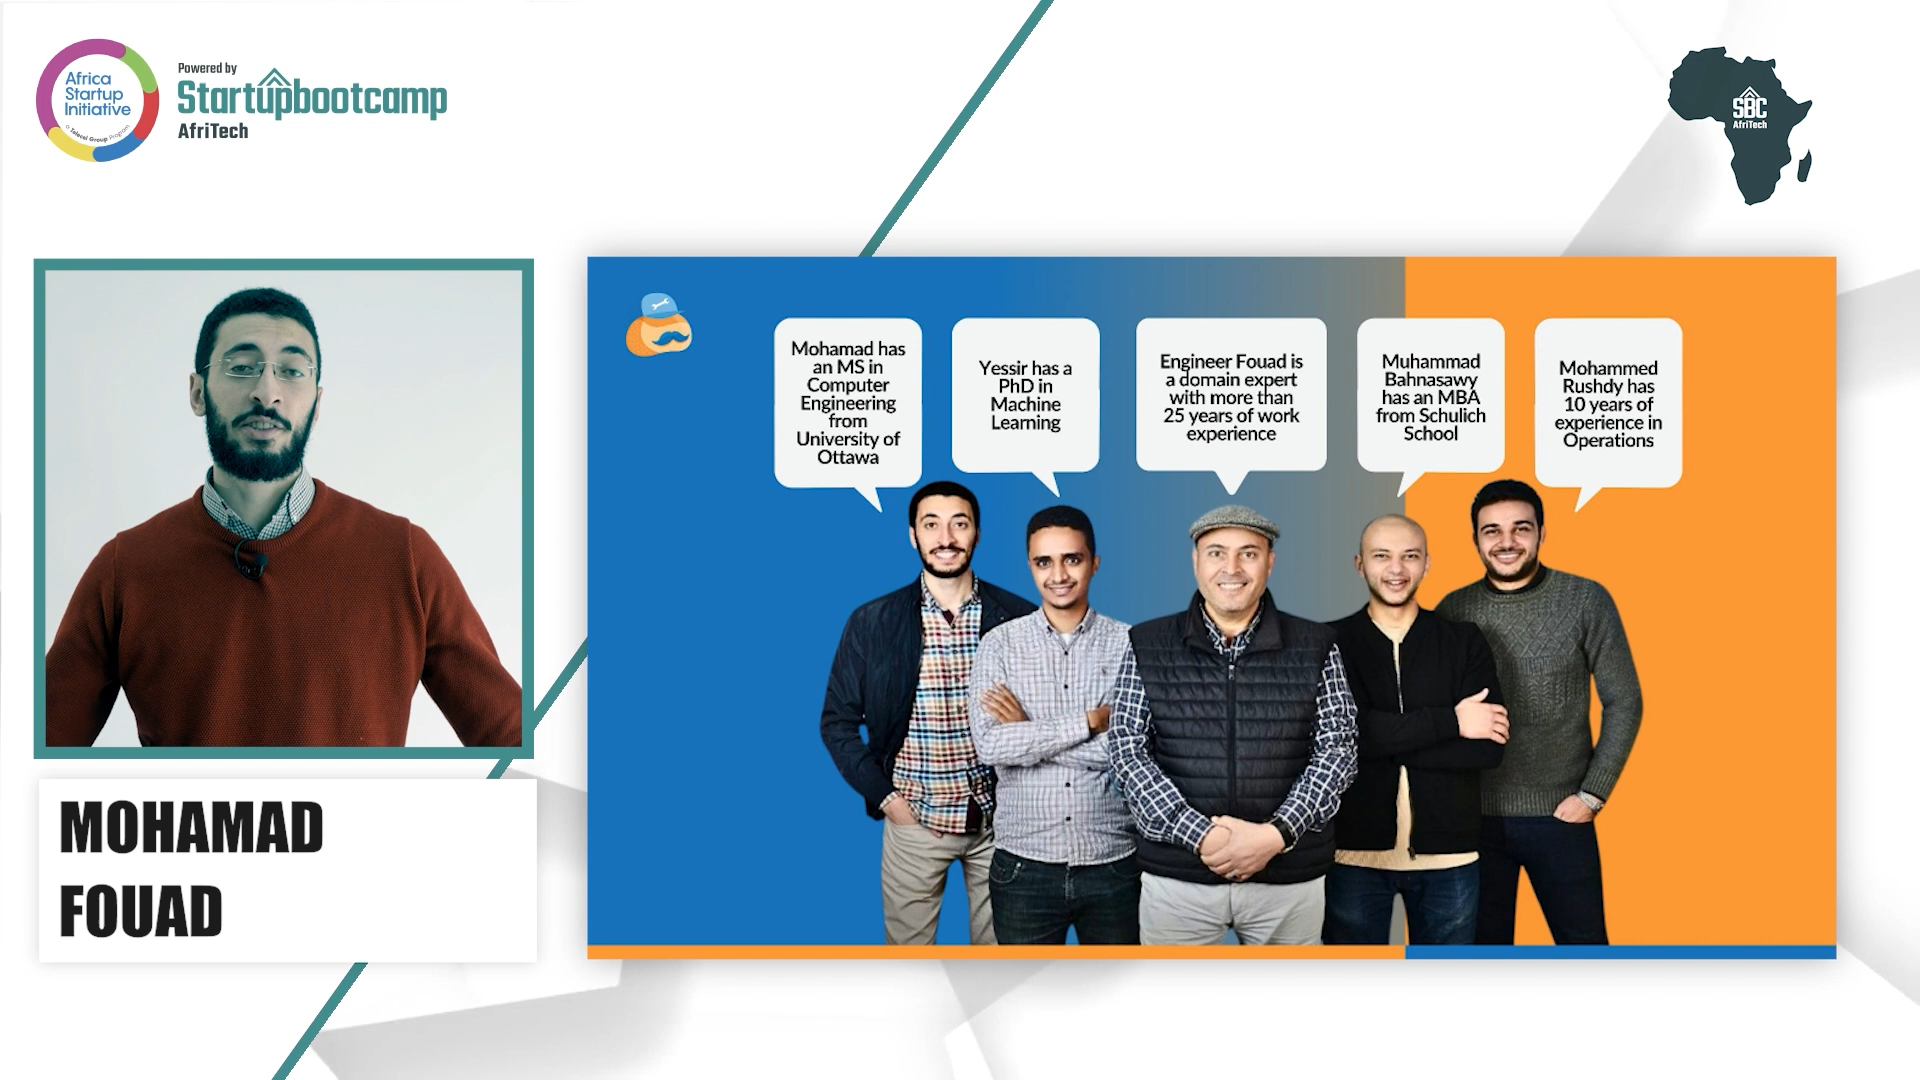 Africa
Startup
Initiative
a Telecel Group Program
Powered by
Startupbootcamp
AfriTech
SBC
AfriTech
Mohamad has
an MS in
Computer
Engineering
from
University of
Ottawa
Yessir has a
PhD in
Machine
Learning
Engineer Fouad is
a domain expert
with more than
25 years of work
experience
Muhammad
Bahnasawy
has an MBA
from Schulich
School
Mohammed
Rushdy has
10 years of
experience in
Operations
MOHAMAD
FOUAD